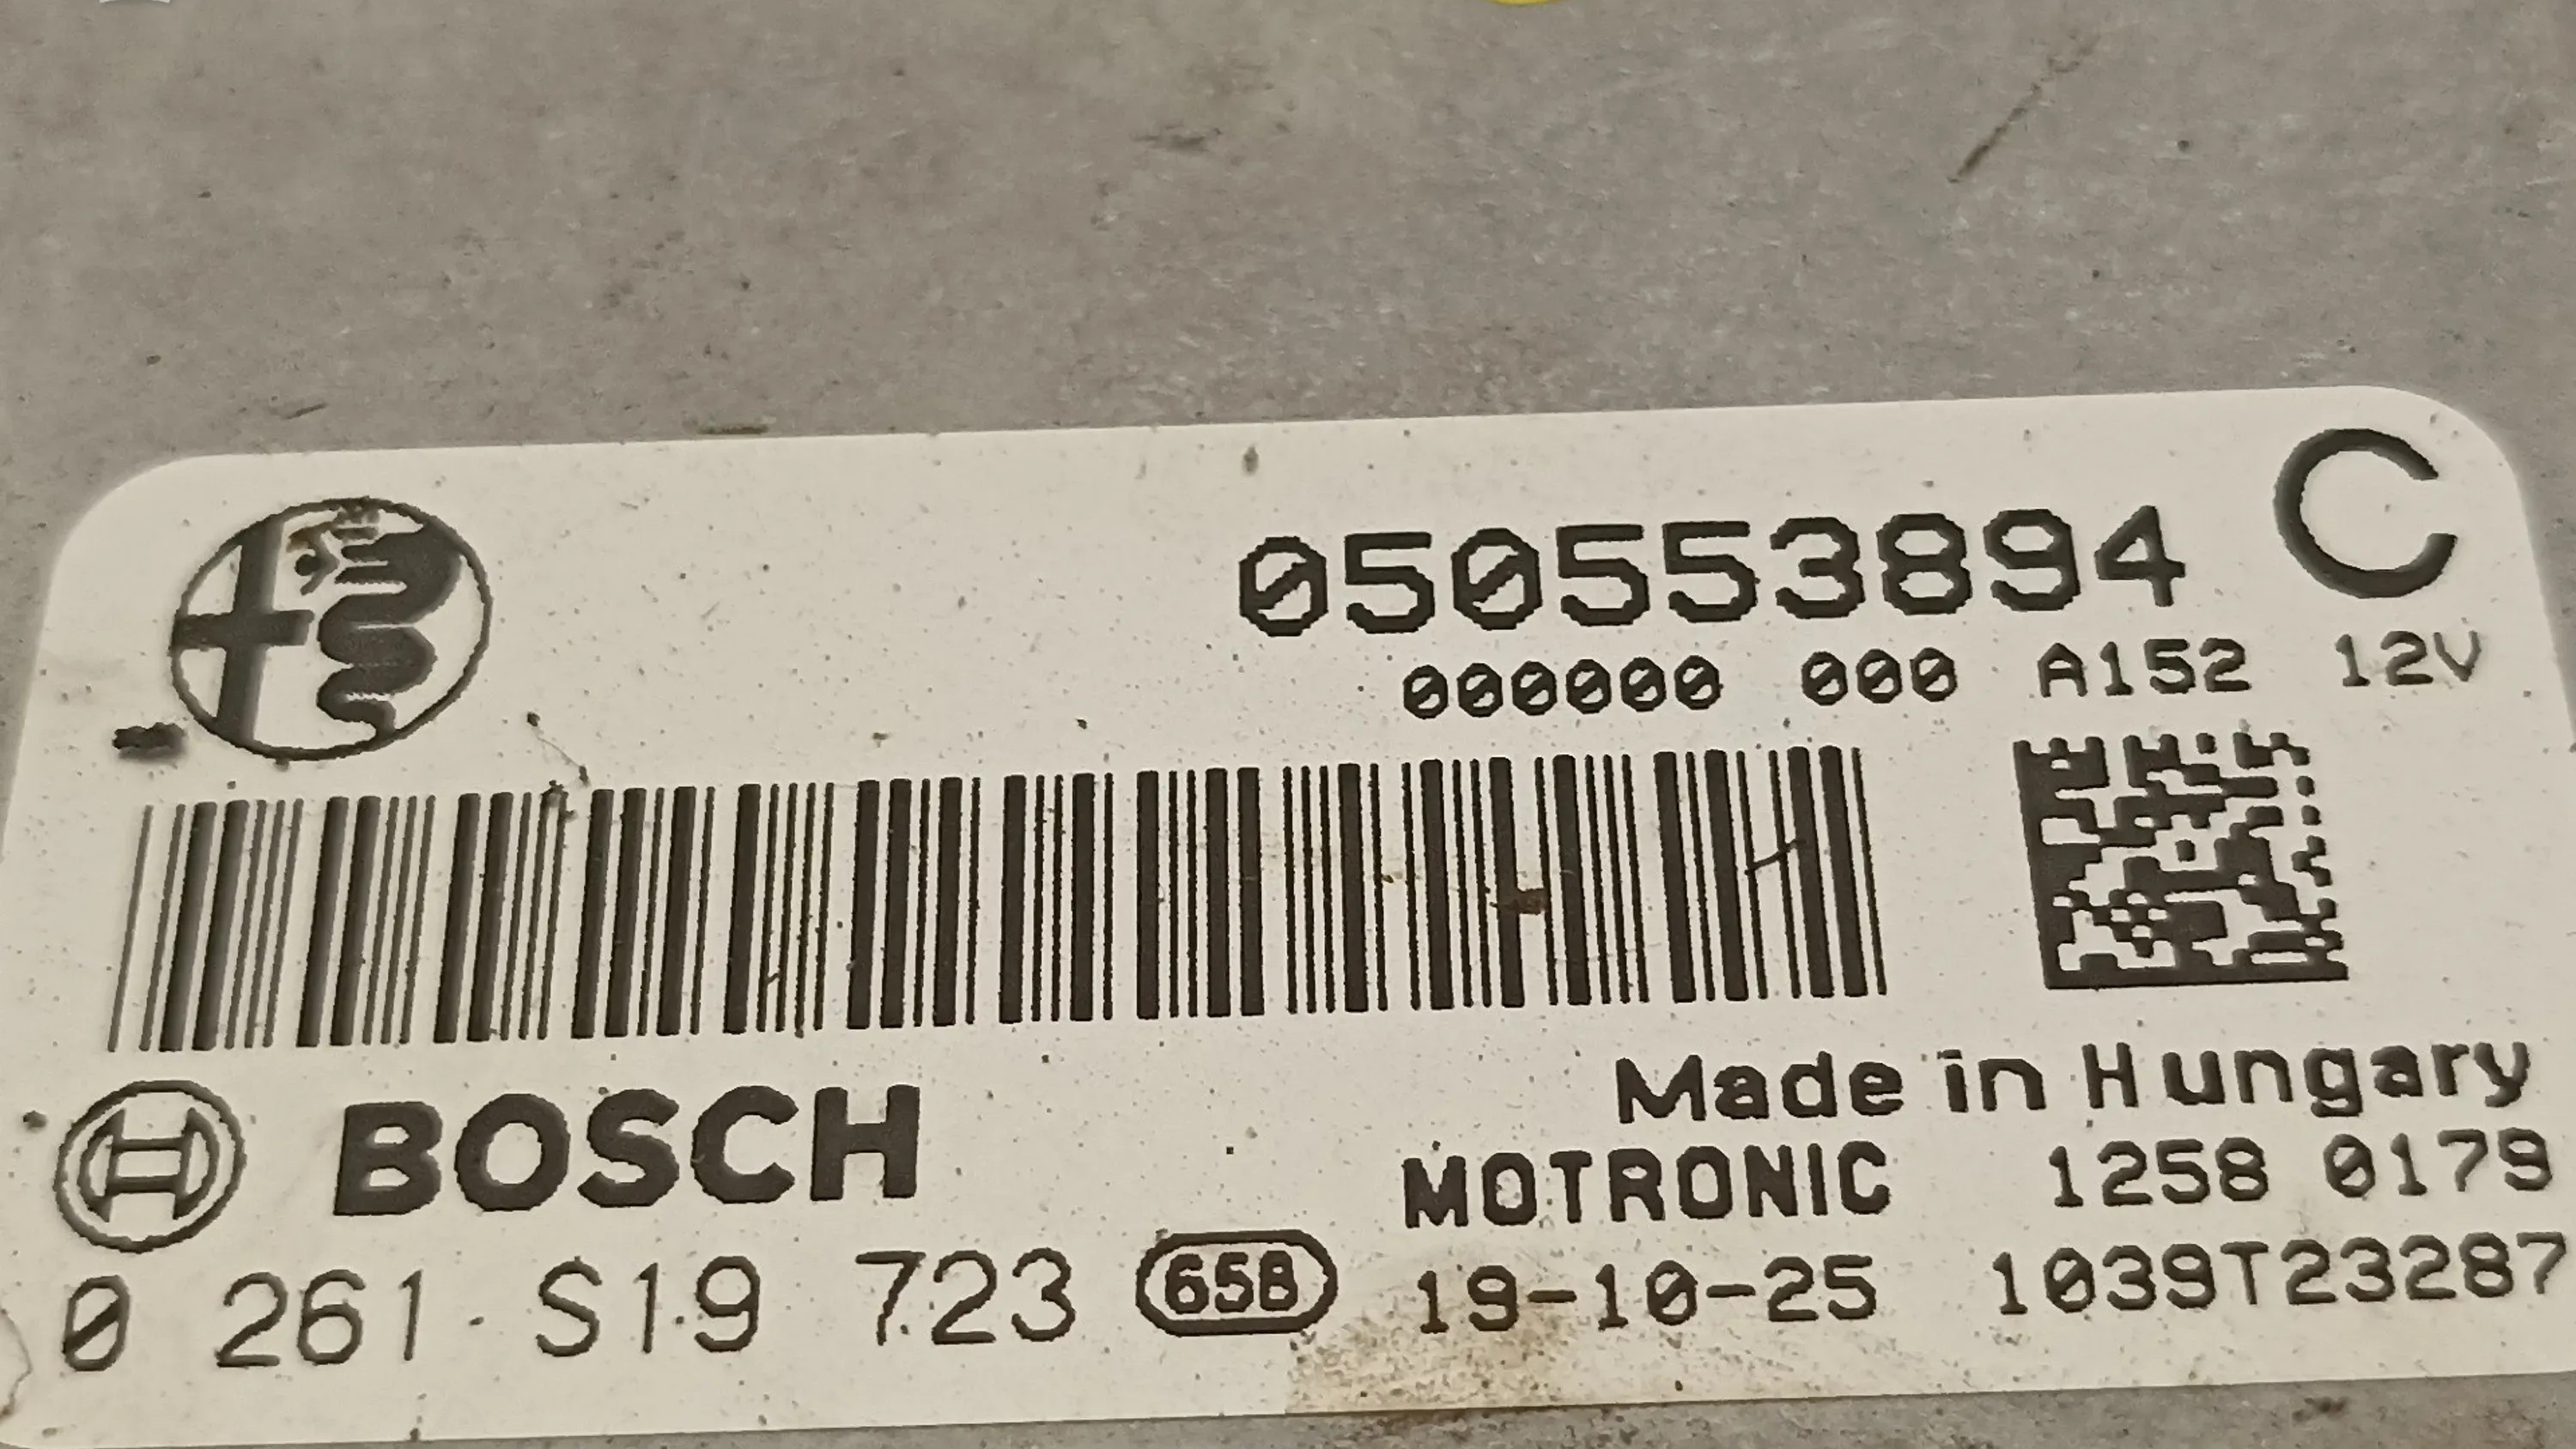 050553894 C
000000 000 A152 12V
Made in Hungary
BOSCH
MOTRONIC 1258 0179
0 261 S19 723 658 19-10-25 1039T23287